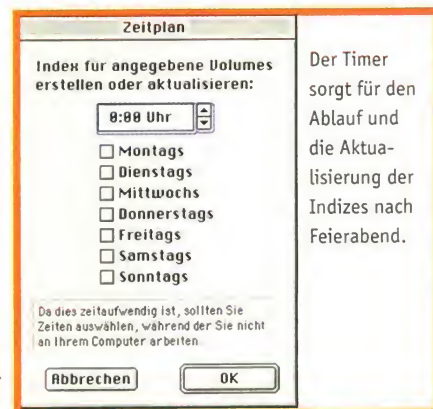 Zeitplan
Index für angegebene Volumes
erstellen oder aktualisieren:
0:00 Uhr
Montags
Dienstags
Mittwochs
Donnerstags
Freitags
Samstags
Sonntags
Da dies zeitaufwendig ist, sollten Sie
Zeiten auswählen, während der Sie nicht
an Ihrem Computer arbeiten
Abbrechen
OK
Der Timer
sorgt für den
Ablauf und
die Aktua-
lisierung der
Indizes nach
Feierabend.